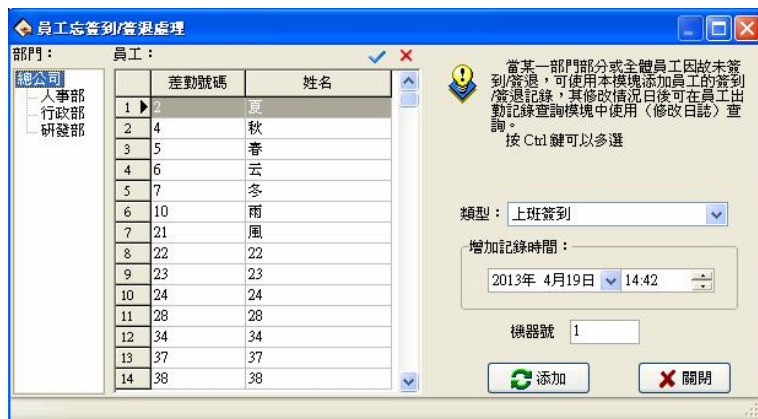 員工忘簽到/簽退處理
部門：
總公司
人事部
行政部
研發部
員工：
差勤號碼 姓名
1 2 夏
2 4 秋
3 5 春
4 6 云
5 7 冬
6 10 雨
7 21 風
8 22 22
9 23 23
10 24 24
11 28 28
12 34 34
13 37 37
14 38 38
當某一部門部分或全體員工因故未簽
到/簽退，可使用本模塊添加員工的簽到
/簽退記錄，其修改情況日後可在員工出
勤記錄查詢模塊中使用（修改日誌）查
詢。
按 Ctrl 鍵可以多選
類型： 上班簽到
增加記錄時間：
2013年 4月19日 14:42
機器號 1
添加 關閉